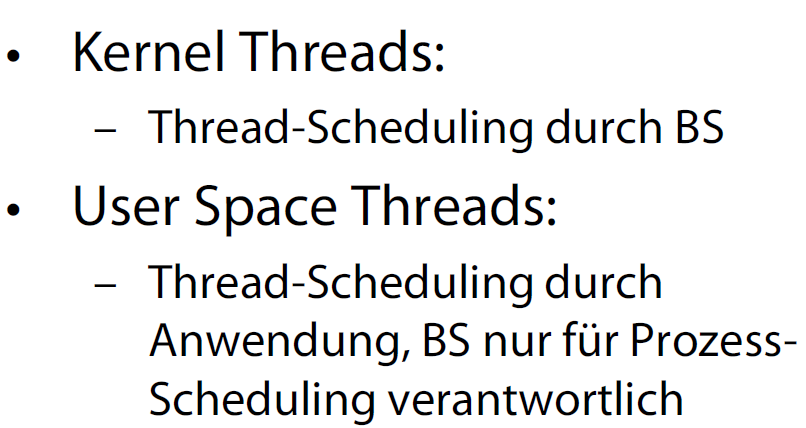 • Kernel Threads:
– Thread-Scheduling durch BS
• User Space Threads:
– Thread-Scheduling durch
Anwendung, BS nur für Prozess-
Scheduling verantwortlich